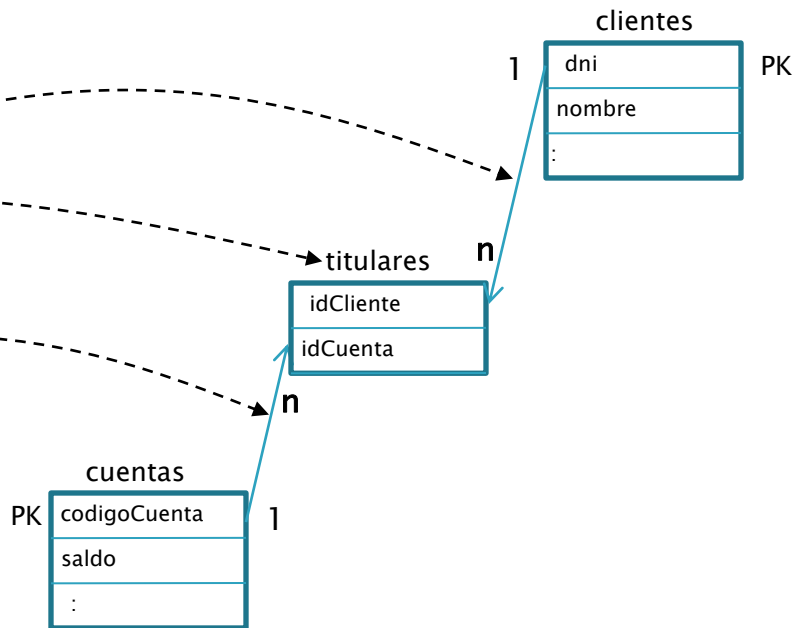 clientes
1
dni
PK
nombre
:
n
titulares
idCliente
idCuenta
n
cuentas
PK
codigoCuenta
1
saldo
: